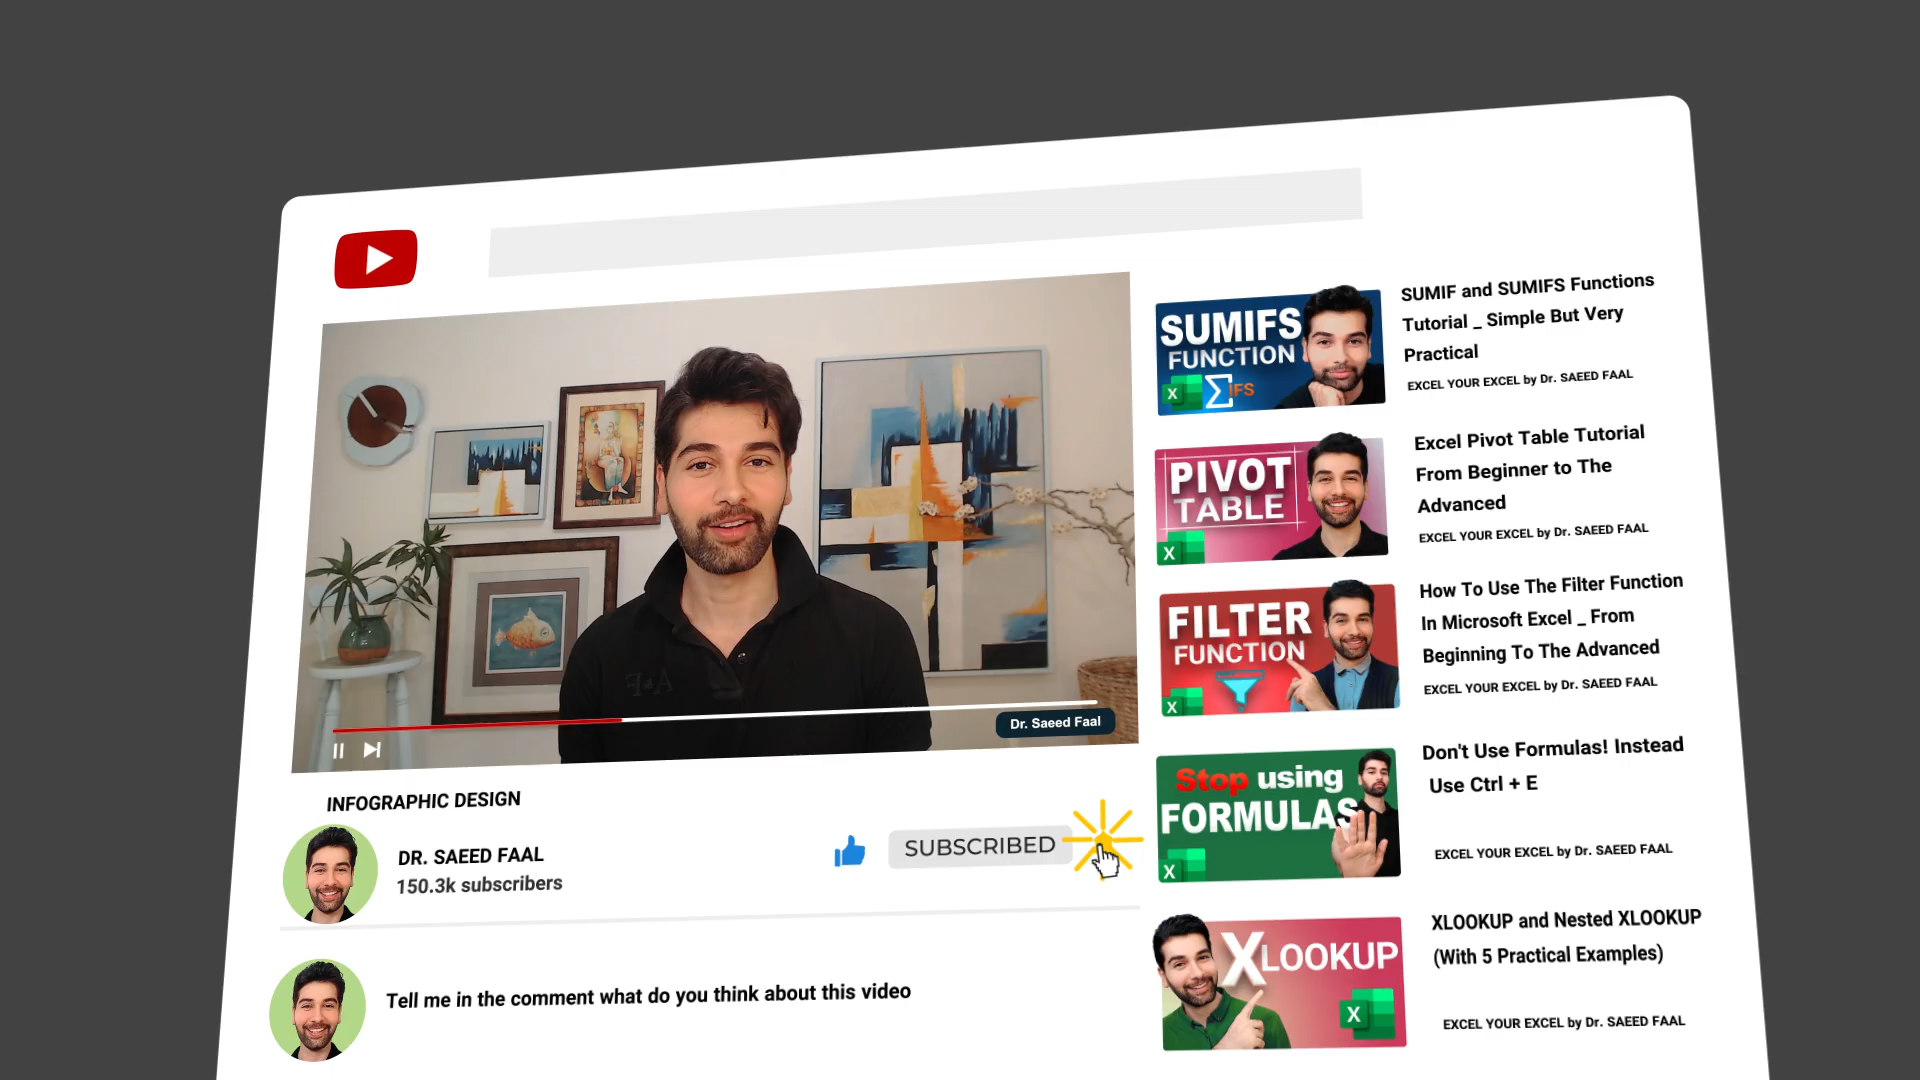 Dr. Saeed Faal
INFOGRAPHIC DESIGN
DR. SAEED FAAL
150.3k subscribers
SUBSCRIBED
Tell me in the comment what do you think about this video
SUMIFS
FUNCTION
X
IFS
SUMIF and SUMIFS Functions
Tutorial _ Simple But Very
Practical
EXCEL YOUR EXCEL by Dr. SAEED FAAL
PIVOT
TABLE
X
Excel Pivot Table Tutorial
From Beginner to The
Advanced
EXCEL YOUR EXCEL by Dr. SAEED FAAL
FILTER
FUNCTION
X
How To Use The Filter Function
In Microsoft Excel _ From
Beginning To The Advanced
EXCEL YOUR EXCEL by Dr. SAEED FAAL
Stop using
FORMULAS
X
Don't Use Formulas! Instead
Use Ctrl + E
EXCEL YOUR EXCEL by Dr. SAEED FAAL
XLOOKUP
X
XLOOKUP and Nested XLOOKUP
(With 5 Practical Examples)
EXCEL YOUR EXCEL by Dr. SAEED FAAL